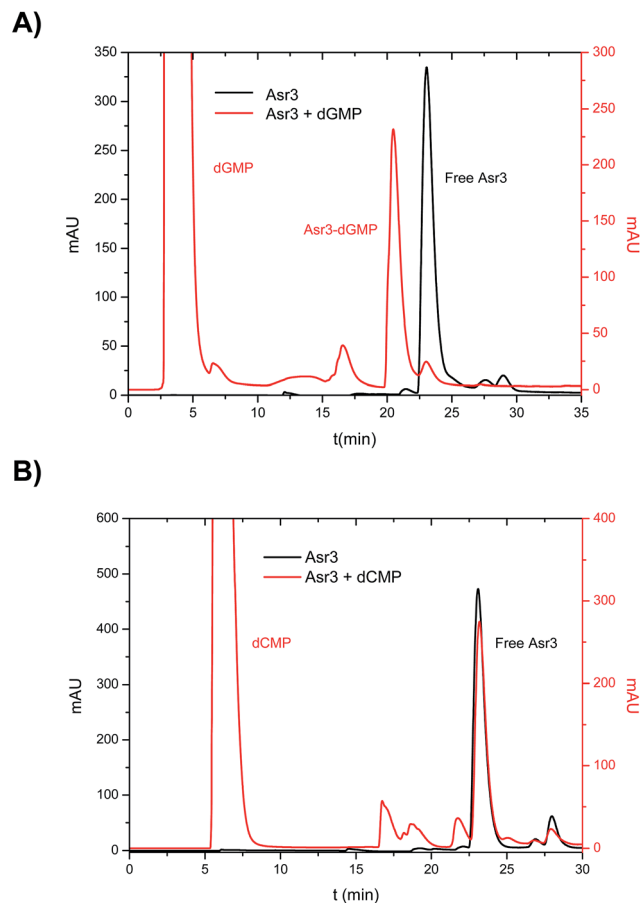 A)
350
300
250
200
150
100
50
0
mAU
Asr3
Asr3 + dGMP
dGMP
Asr3-dGMP
Free Asr3
300
250
200
150
100
50
0
mAU
0 5 10 15 20 25 30 35
t(min)
B)
600
500
400
300
200
100
0
mAU
Asr3
Asr3 + dCMP
dCMP
Free Asr3
400
300
200
100
0
mAU
0 5 10 15 20 25 30
t (min)